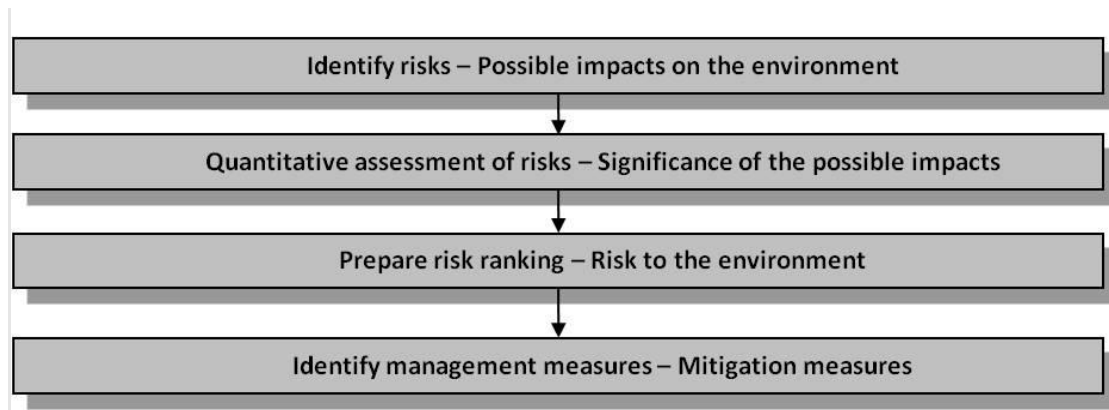 Identify risks – Possible impacts on the environment
Quantitative assessment of risks – Significance of the possible impacts
Prepare risk ranking – Risk to the environment
Identify management measures – Mitigation measures